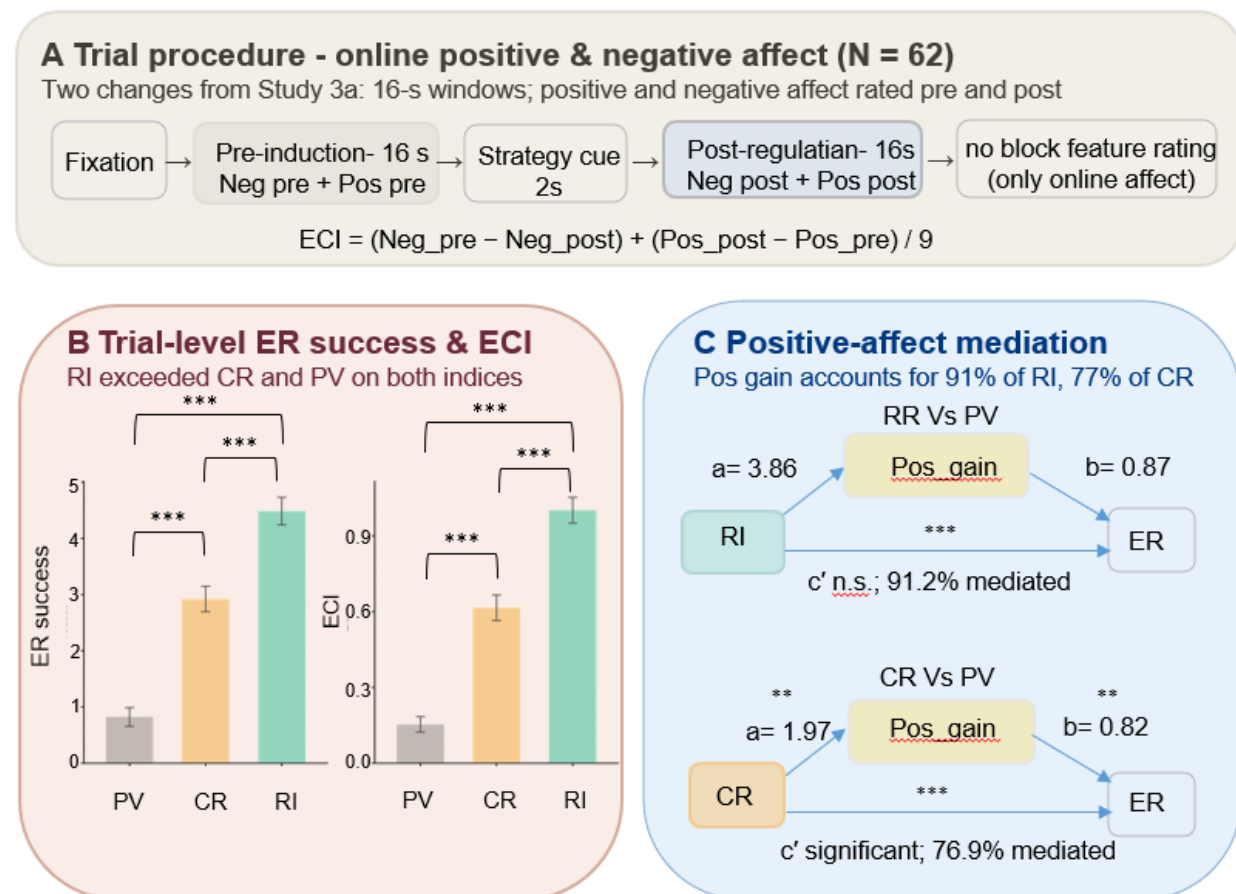 A Trial procedure - online positive & negative affect (N = 62)
Two changes from Study 3a: 16-s windows; positive and negative affect rated pre and post
Fixation
Pre-induction- 16 s
Neg pre + Pos pre
Strategy cue
2s
Post-regulatian- 16s
Neg post + Pos post
no block feature rating
(only online affect)
ECI = (Neg_pre − Neg_post) + (Pos_post − Pos_pre) / 9
B Trial-level ER success & ECI
RI exceeded CR and PV on both indices
***
***
***
ER success
5
4
3
2
1
0
PV CR RI
***
***
***
ECI
0.9
0.6
0.3
0.0
PV CR RI
C Positive-affect mediation
Pos gain accounts for 91% of RI, 77% of CR
RR Vs PV
a= 3.86
Pos_gain
b= 0.87
RI
***
ER
c′ n.s.; 91.2% mediated
CR Vs PV
**
**
a= 1.97
Pos_gain
b= 0.82
CR
***
ER
c′ significant; 76.9% mediated